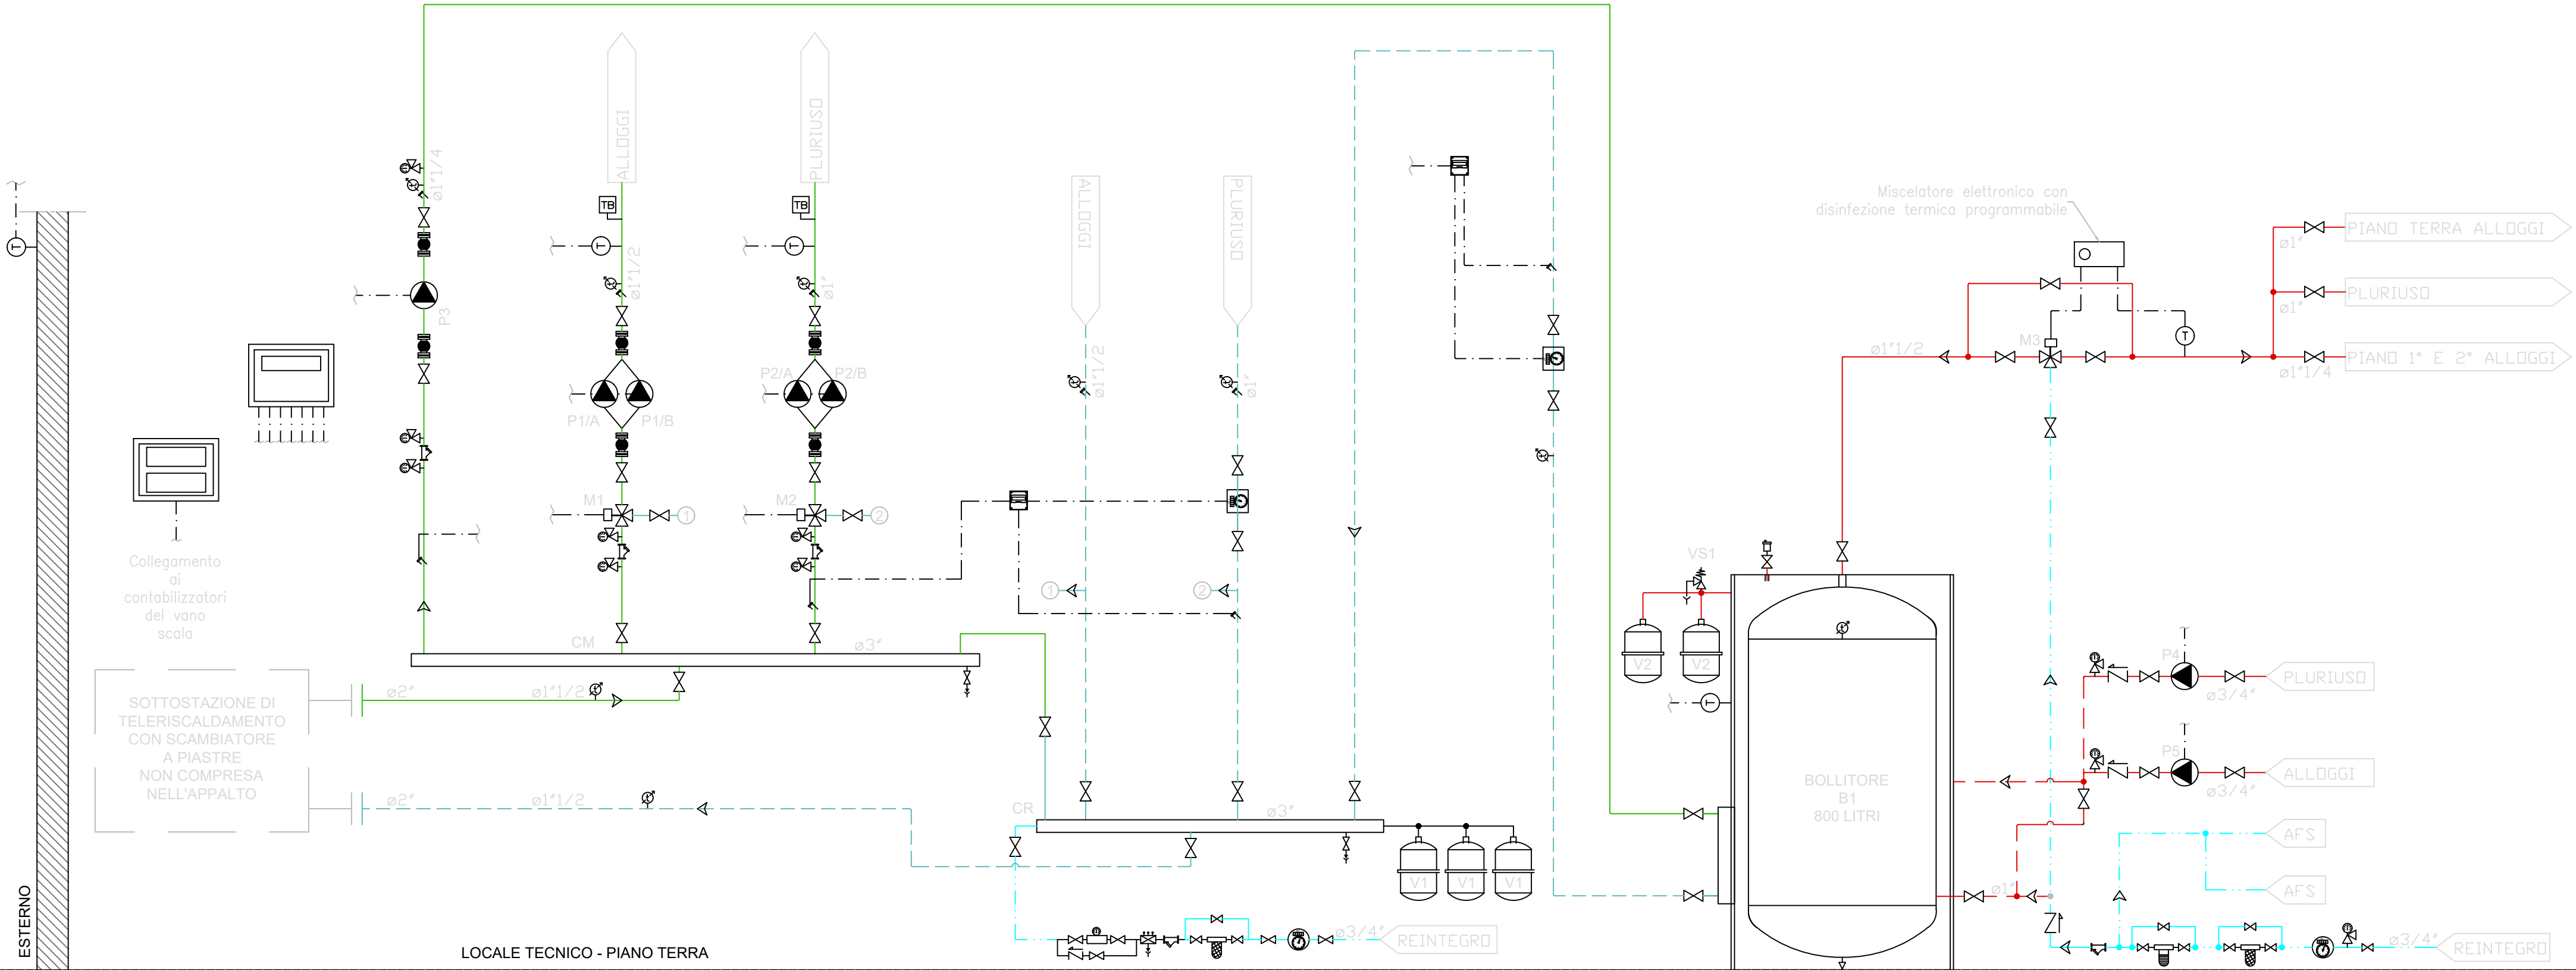 ALLOGGI
PLURIUSO
ALLOGGI
PLURIUSO
ø1"1/4
TB
TB
T
T
T
ø1"1/2
ø1"
P3
P1/A
P1/B
P2/A
P2/B
M1
1
M2
2
ø1"1/2
ø1"
1
2
Miscelatore elettronico con
disinfezione termica programmabile
M3
T
ø1"1/2
PIANO TERRA ALLOGGI
ø1"
PLURIUSO
ø1"
PIANO 1° E 2° ALLOGGI
ø1"1/4
Collegamento
ai
contabilizzatori
del vano
scala
CM
ø3"
SOTTOSTAZIONE DI
TELERISCALDAMENTO
CON SCAMBIATORE
A PIASTRE
NON COMPRESA
NELL'APPALTO
ø2"
ø1"1/2
ø2"
ø1"1/2
CR
ø3"
V1
V1
V1
VS1
V2
V2
T
BOLLITORE
B1
800 LITRI
P4
ø3/4"
PLURIUSO
P5
ø3/4"
ALLOGGI
AFS
AFS
ø1"
ø3/4"
REINTEGRO
ø3/4"
REINTEGRO
ESTERNO
LOCALE TECNICO - PIANO TERRA